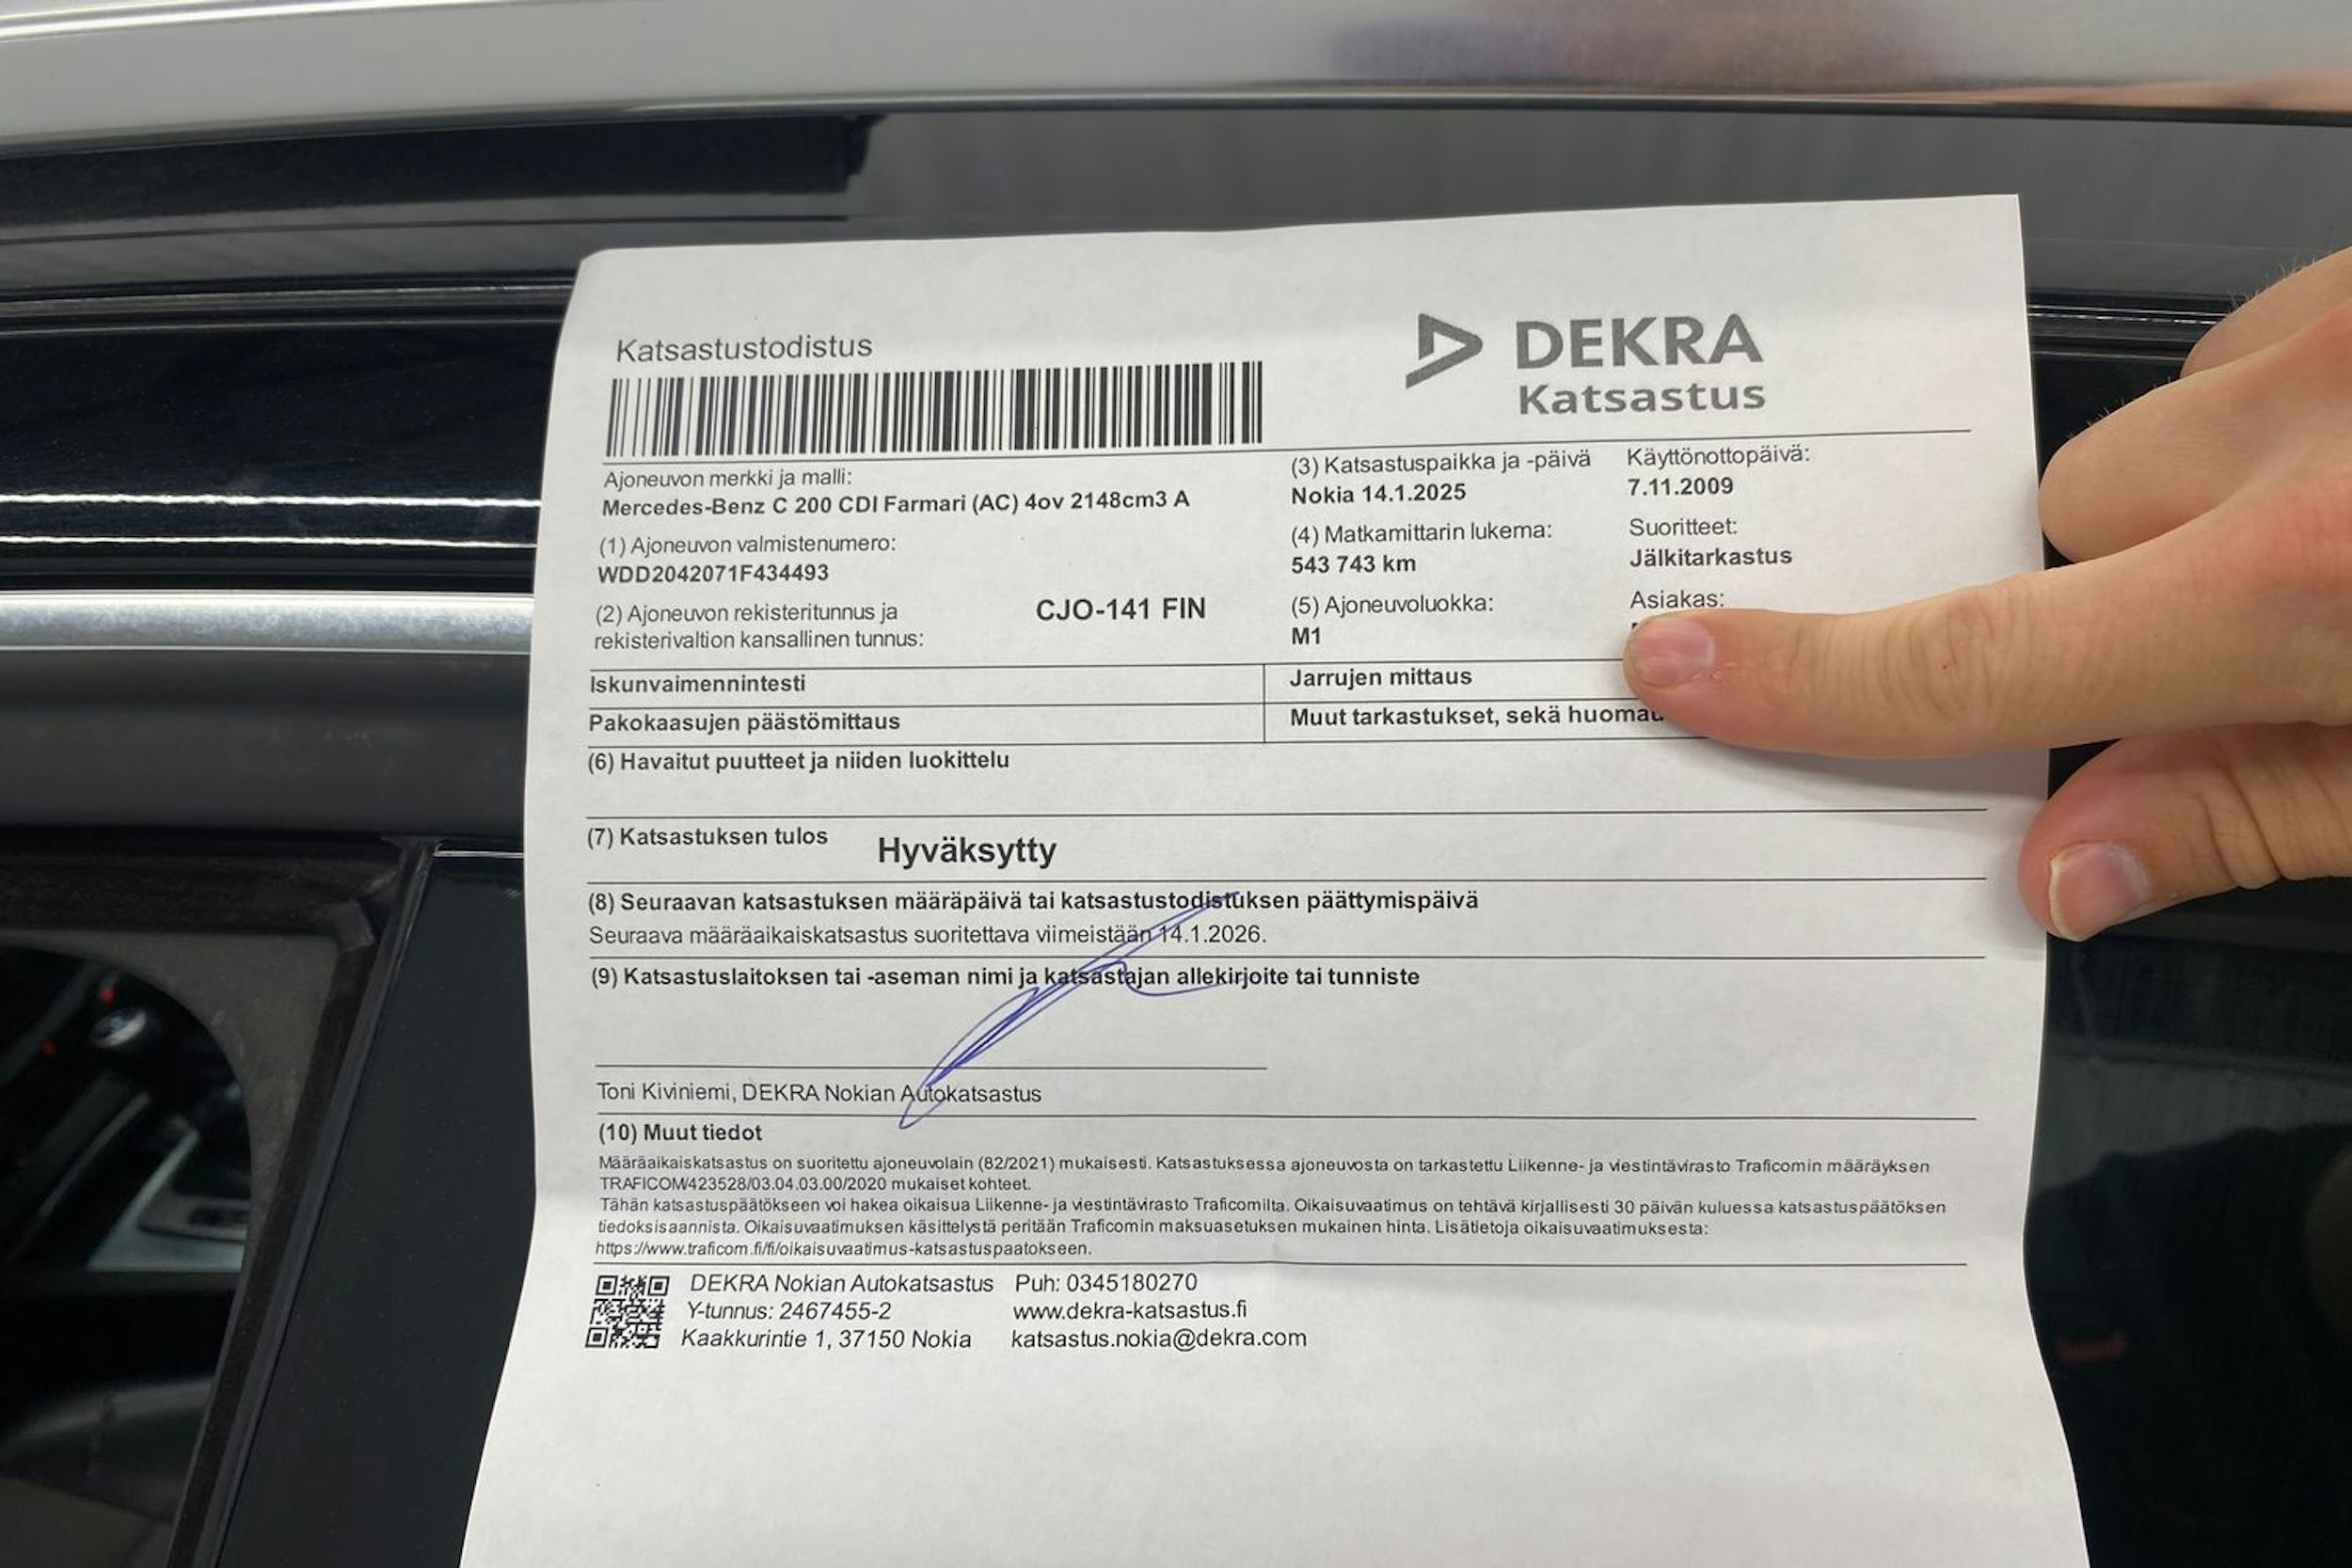 Katsastustodistus
DEKRA
Katsastus
Ajoneuvon merkki ja malli:
Mercedes-Benz C 200 CDI Farmari (AC) 4ov 2148cm3 A
(1) Ajoneuvon valmistenumero:
WDD2042071F434493
(2) Ajoneuvon rekisteritunnus ja
rekisterivaltion kansallinen tunnus:
CJO-141 FIN
(3) Katsastuspaikka ja -päivä
Nokia 14.1.2025
(4) Matkamittarin lukema:
543 743 km
(5) Ajoneuvoluokka:
M1
Käyttönottopäivä:
7.11.2009
Suoritteet:
Jälkitarkastus
Asiakas:
Iskunvaimennintesti
Jarrujen mittaus
Pakokaasujen päästömittaus
Muut tarkastukset, sekä
(6) Havaitut puutteet ja niiden luokittelu
(7) Katsastuksen tulos Hyväksytty
(8) Seuraavan katsastuksen määräpäivä tai katsastustodistuksen päättymispäivä
Seuraava määräaikaiskatsastus suoritettava viimeistään 14.1.2026.
(9) Katsastuslaitoksen tai -aseman nimi ja katsastajan allekirjoite tai tunniste
Toni Kiviniemi, DEKRA Nokian Autokatsastus
(10) Muut tiedot
Määräaikaiskatsastus on suoritettu ajoneuvolain (82/2021) mukaisesti. Katsastuksessa ajoneuvosta on tarkastettu Liikenne- ja viestintävirasto Traficomin määräyksen
TRAFICOM/423528/03.04.03.00/2020 mukaiset kohteet.
Tähän katsastuspäätökseen voi hakea oikaisua Liikenne- ja viestintävirasto Traficomilta. Oikaisuvaatimus on tehtävä kirjallisesti 30 päivän kuluessa katsastuspäätöksen
tiedoksisaannista. Oikaisuvaatimuksen käsittelystä peritään Traficomin maksuasetuksen mukainen hinta. Lisätietoja oikaisuvaatimuksesta:
https://www.traficom.fi/fi/oikaisuvaatimus-katsastuspaatokseen.
DEKRA Nokian Autokatsastus
Y-tunnus: 2467455-2
Kaakkurintie 1, 37150 Nokia
Puh: 0345180270
www.dekra-katsastus.fi
katsastus.nokia@dekra.com